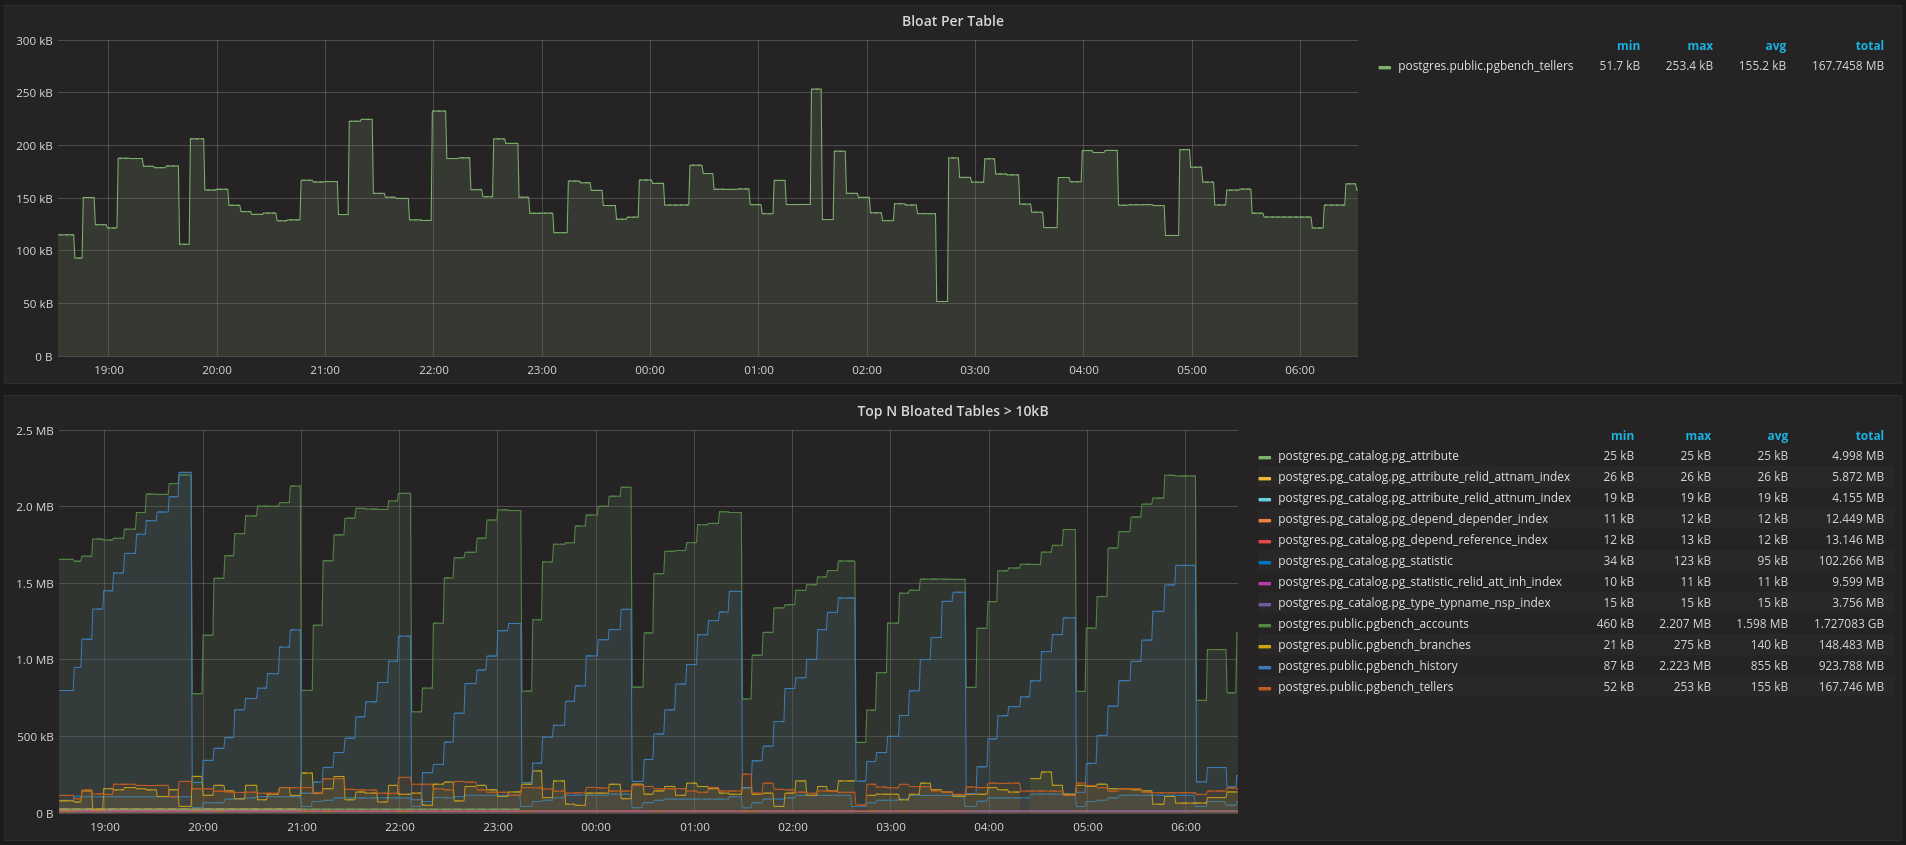 Bloat Per Table
300 kB
250 kB
200 kB
150 kB
100 kB
50 kB
0 B
19:00 20:00 21:00 22:00 23:00 00:00 01:00 02:00 03:00 04:00 05:00 06:00
min max avg total
postgres.public.pgbench_tellers 51.7 kB 253.4 kB 155.2 kB 167.7458 MB
Top N Bloated Tables > 10kB
2.5 MB
2.0 MB
1.5 MB
1.0 MB
500 kB
0 B
19:00 20:00 21:00 22:00 23:00 00:00 01:00 02:00 03:00 04:00 05:00 06:00
min max avg total
postgres.pg_catalog.pg_attribute 25 kB 25 kB 25 kB 4.998 MB
postgres.pg_catalog.pg_attribute_relid_attnam_index 26 kB 26 kB 26 kB 5.872 MB
postgres.pg_catalog.pg_attribute_relid_attnum_index 19 kB 19 kB 19 kB 4.155 MB
postgres.pg_catalog.pg_depend_depender_index 11 kB 12 kB 12 kB 12.449 MB
postgres.pg_catalog.pg_depend_reference_index 12 kB 13 kB 12 kB 13.146 MB
postgres.pg_catalog.pg_statistic 34 kB 123 kB 95 kB 102.266 MB
postgres.pg_catalog.pg_statistic_relid_att_inh_index 10 kB 11 kB 11 kB 9.599 MB
postgres.pg_catalog.pg_type_typname_nsp_index 15 kB 15 kB 15 kB 3.756 MB
postgres.public.pgbench_accounts 460 kB 2.207 MB 1.598 MB 1.727083 GB
postgres.public.pgbench_branches 21 kB 275 kB 140 kB 148.483 MB
postgres.public.pgbench_history 87 kB 2.223 MB 855 kB 923.788 MB
postgres.public.pgbench_tellers 52 kB 253 kB 155 kB 167.746 MB